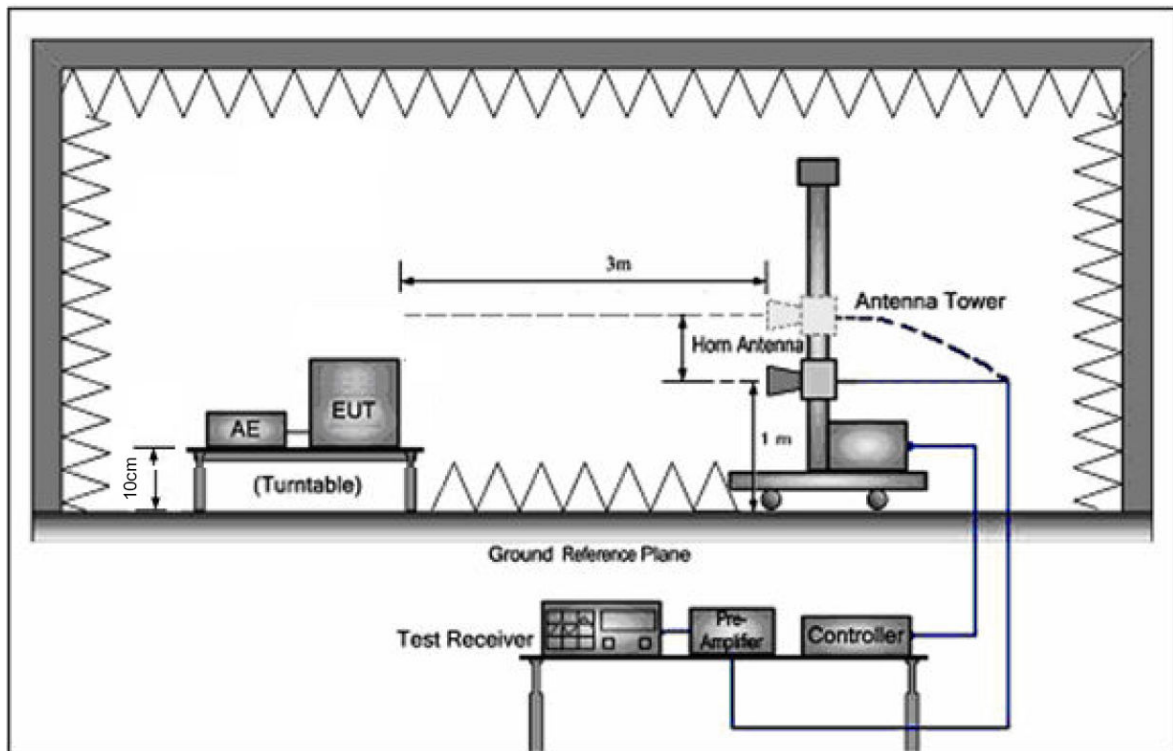 3m
Antenna Tower
Horn Antenna
AE
EUT
1 m
10cm
(Turntable)
Ground Reference Plane
Test Receiver
Pre-
Amplifier
Controller